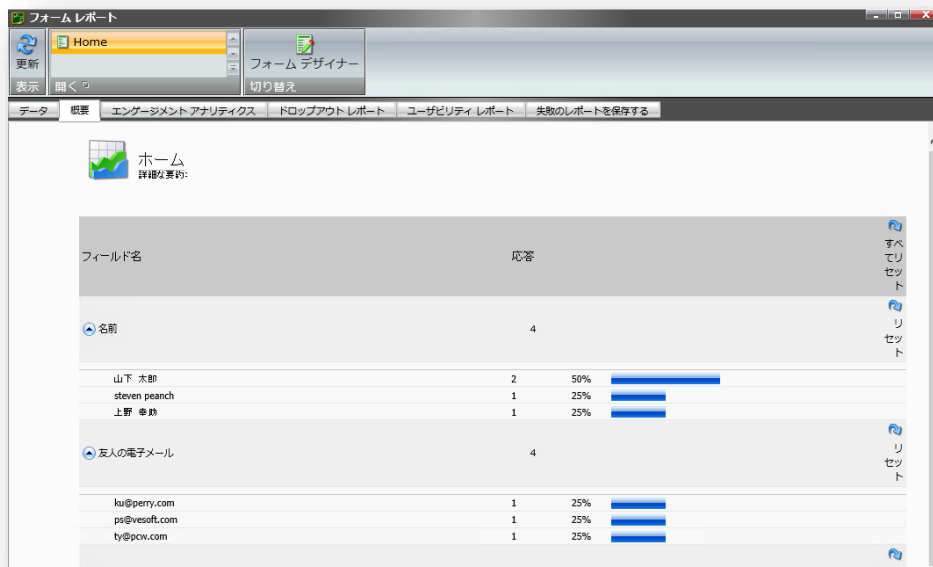 フォーム レポート
Home
更新
フォーム デザイナー
表示
開く
切り替え
データ 概要 エンゲージメント アナリティクス ドロップアウト レポート ユーザビリティ レポート 失敗のレポートを保存する
ホーム
詳細な要約:
フィールド名 応答 すべてリセット
名前 4 リセット
山下 太郎 2 50%
steven peanch 1 25%
上野 幸助 1 25%
友人の電子メール 4 リセット
ku@perry.com 1 25%
ps@vesoft.com 1 25%
ty@pcw.com 1 25%